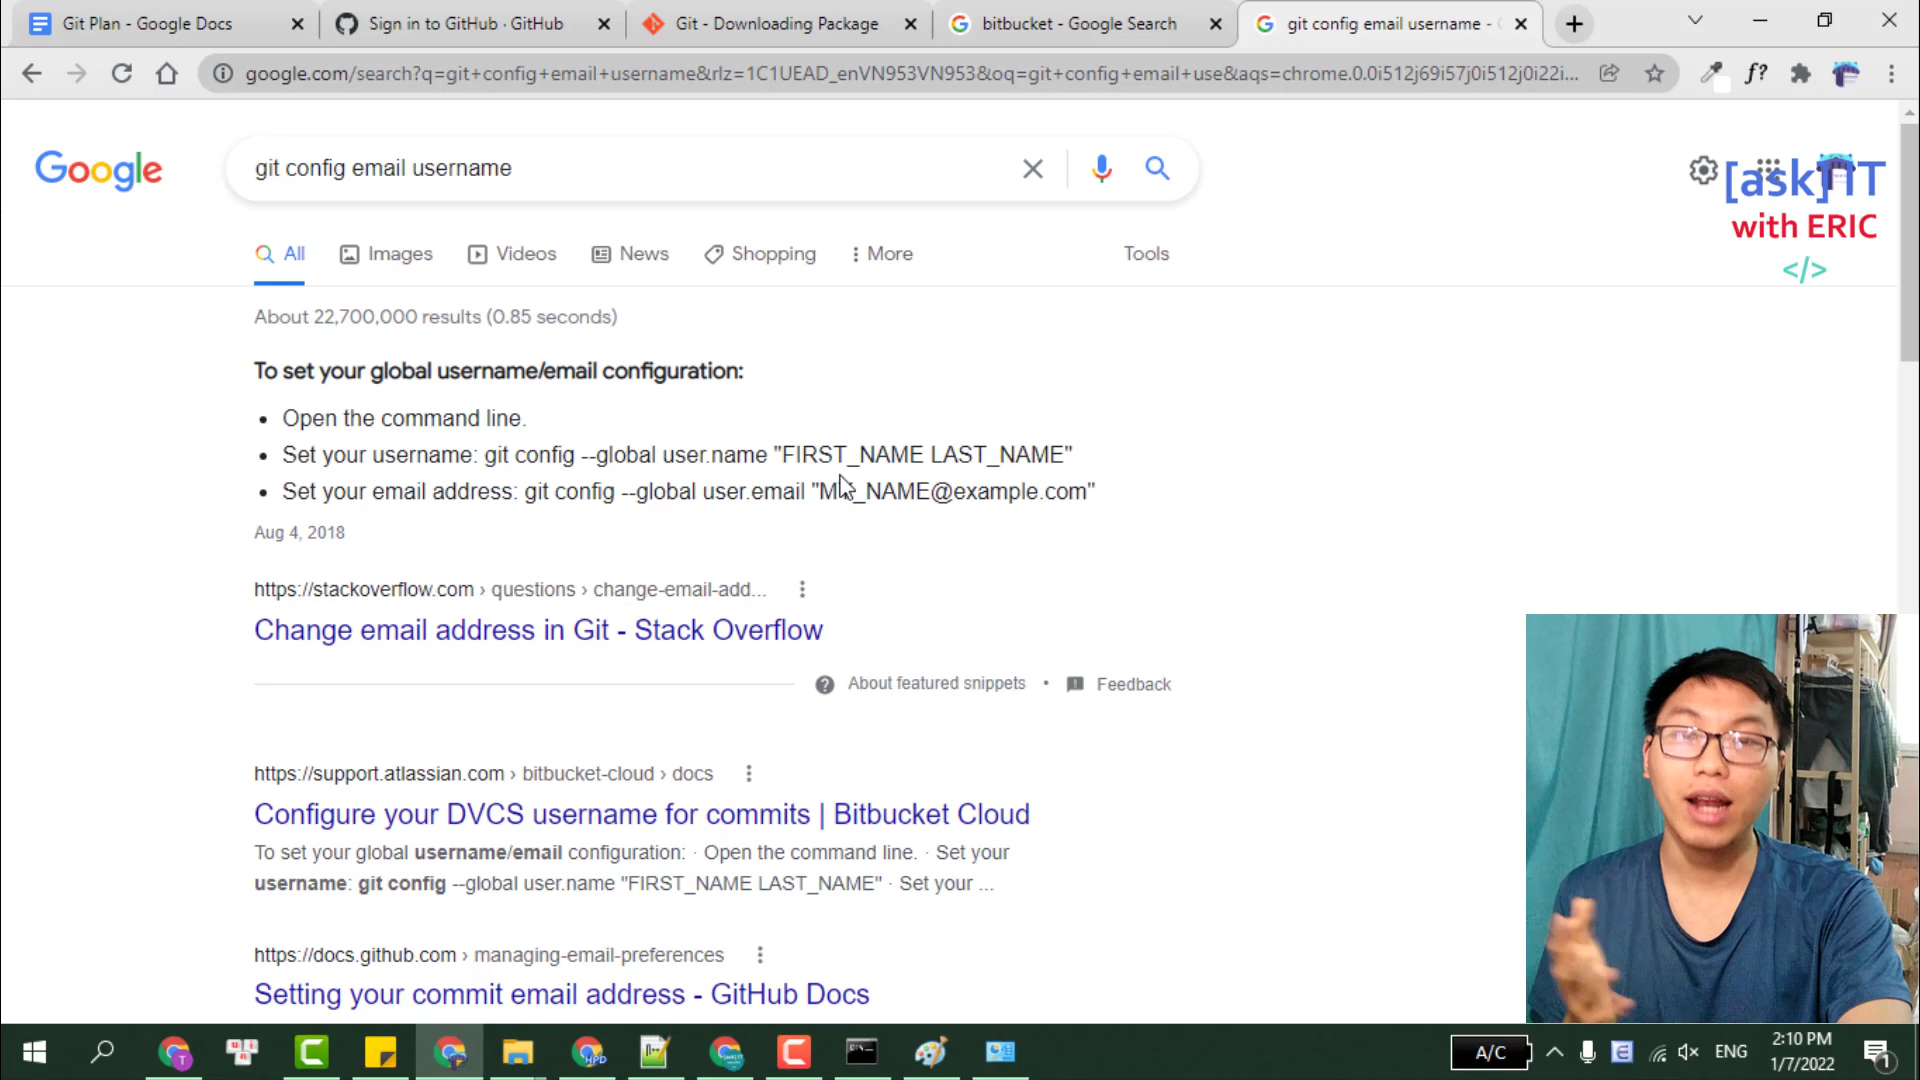 Git Plan - Google Docs
Sign in to GitHub · GitHub
Git - Downloading Package
bitbucket - Google Search
git config email username -
google.com/search?q=git+config+email+username&rlz=1C1UEAD_enVN953VN953&oq=git+config+email+use&aqs=chrome.0.0i512j69i57j0i512j0i22i...
f?
Google
git config email username
[ask] IT
with ERIC
</>
All
Images
Videos
News
Shopping
More
Tools
About 22,700,000 results (0.85 seconds)
To set your global username/email configuration:
• Open the command line.
• Set your username: git config --global user.name "FIRST_NAME LAST_NAME"
• Set your email address: git config --global user.email "M _NAME@example.com"
Aug 4, 2018
https://stackoverflow.com › questions › change-email-add...
Change email address in Git - Stack Overflow
About featured snippets • Feedback
https://support.atlassian.com › bitbucket-cloud › docs
Configure your DVCS username for commits | Bitbucket Cloud
To set your global username/email configuration: · Open the command line. · Set your
username: git config --global user.name "FIRST_NAME LAST_NAME" · Set your ...
https://docs.github.com › managing-email-preferences
Setting your commit email address - GitHub Docs
A/C
ENG
2:10 PM
1/7/2022
1